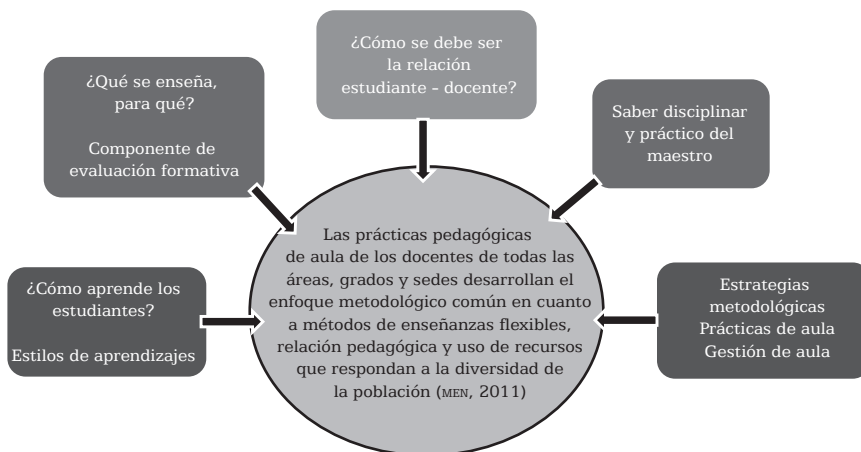 ¿Cómo se debe ser
la relación
estudiante - docente?
¿Qué se enseña,
para qué?
Componente de
evaluación formativa
Saber disciplinar
y práctico del
maestro
¿Cómo aprende los
estudiantes?
Estilos de aprendizajes
Las prácticas pedagógicas
de aula de los docentes de todas las
áreas, grados y sedes desarrollan el
enfoque metodológico común en cuanto
a métodos de enseñanzas flexibles,
relación pedagógica y uso de recursos
que respondan a la diversidad de
la población (MEN, 2011)
Estrategias
metodológicas
Prácticas de aula
Gestión de aula